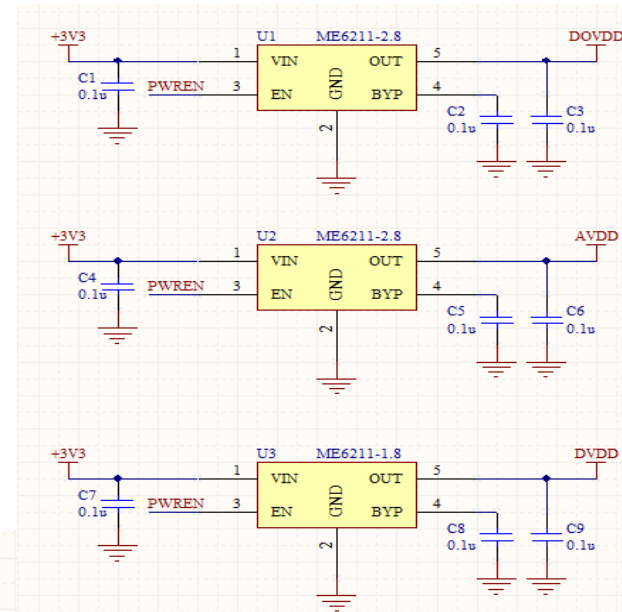 +3V3 U1 ME6211-2.8 DOVDD
1 VIN OUT 5
C1
0.1u
PWREN 3 EN GND BYP 4
2
C2 C3
0.1u 0.1u
+3V3 U2 ME6211-2.8 AVDD
1 VIN OUT 5
C4
0.1u
PWREN 3 EN GND BYP 4
2
C5 C6
0.1u 0.1u
+3V3 U3 ME6211-1.8 DVDD
1 VIN OUT 5
C7
0.1u
PWREN 3 EN GND BYP 4
2
C8 C9
0.1u 0.1u